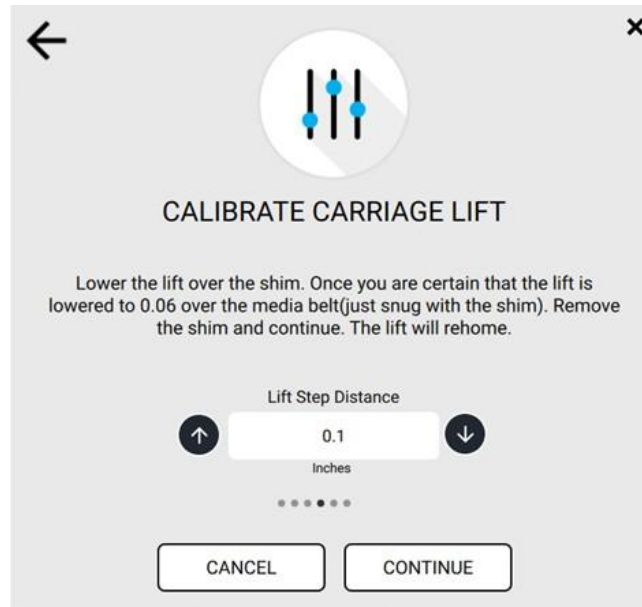 CALIBRATE CARRIAGE LIFT
Lower the lift over the shim. Once you are certain that the lift is
lowered to 0.06 over the media belt(just snug with the shim). Remove
the shim and continue. The lift will rehome.
Lift Step Distance
0.1
Inches
CANCEL
CONTINUE